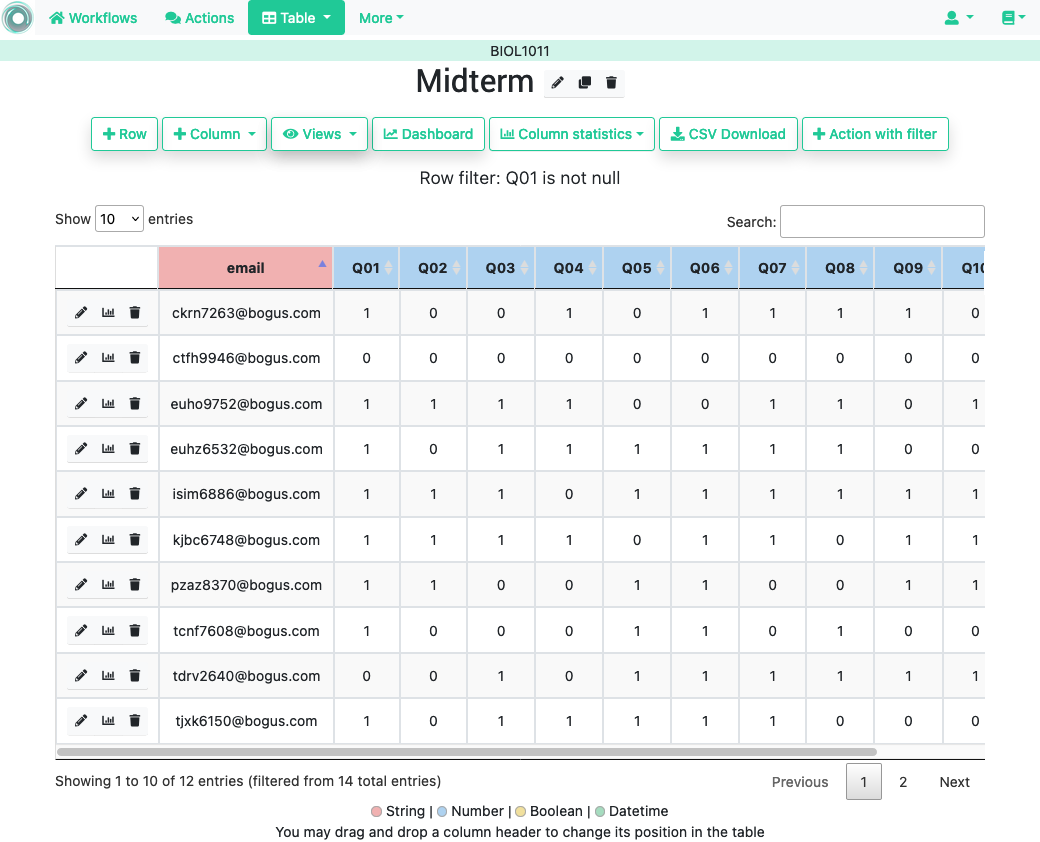 Workflows Actions Table More
BIOL1011
Midterm
Row Column Views Dashboard Column statistics CSV Download Action with filter
Row filter: Q01 is not null
Show 10 entries
Search:
email Q01 Q02 Q03 Q04 Q05 Q06 Q07 Q08 Q09 Q10
ckrn7263@bogus.com 1 0 0 1 0 1 1 1 1 0
ctfh9946@bogus.com 0 0 0 0 0 0 0 0 0 0
euho9752@bogus.com 1 1 1 1 0 0 1 1 0 1
euhz6532@bogus.com 1 0 1 1 1 1 1 1 0 0
isim6886@bogus.com 1 1 1 0 1 1 1 1 1 1
kjbc6748@bogus.com 1 1 1 1 0 1 1 0 1 1
pzaz8370@bogus.com 1 1 0 0 1 1 0 0 1 1
tcnf7608@bogus.com 1 0 0 0 1 1 0 1 0 0
tdrv2640@bogus.com 0 0 1 0 1 1 1 1 1 1
tjxk6150@bogus.com 1 0 1 1 1 1 1 0 0 0
Showing 1 to 10 of 12 entries (filtered from 14 total entries)
Previous 1 2 Next
String | Number | Boolean | Datetime
You may drag and drop a column header to change its position in the table